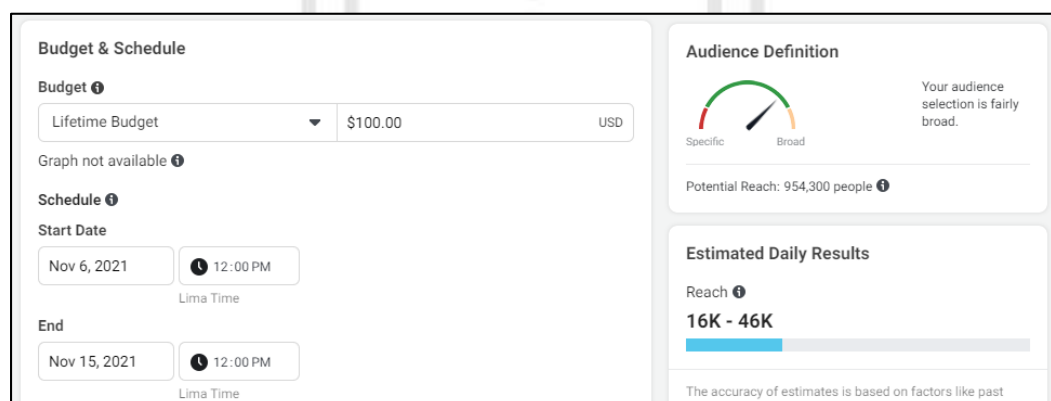 Budget & Schedule
Budget
Lifetime Budget
$100.00 USD
Graph not available
Schedule
Start Date
Nov 6, 2021
12:00 PM
Lima Time
End
Nov 15, 2021
12:00 PM
Lima Time
Audience Definition
Your audience
selection is fairly
broad.
Specific
Broad
Potential Reach: 954,300 people
Estimated Daily Results
Reach
16K - 46K
The accuracy of estimates is based on factors like past